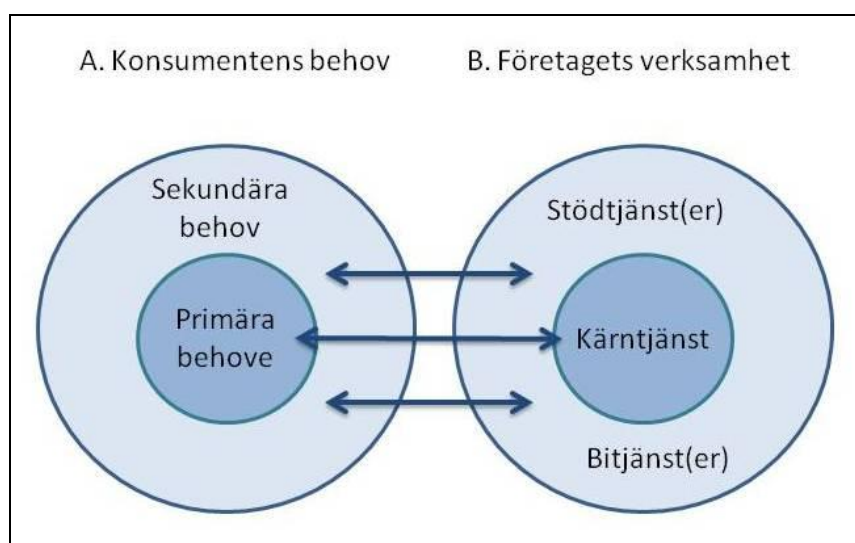 A. Konsumentens behov
B. Företagets verksamhet
Sekundära
behov
Primära
behove
Stödtjänst(er)
Kärntjänst
Bitjänst(er)